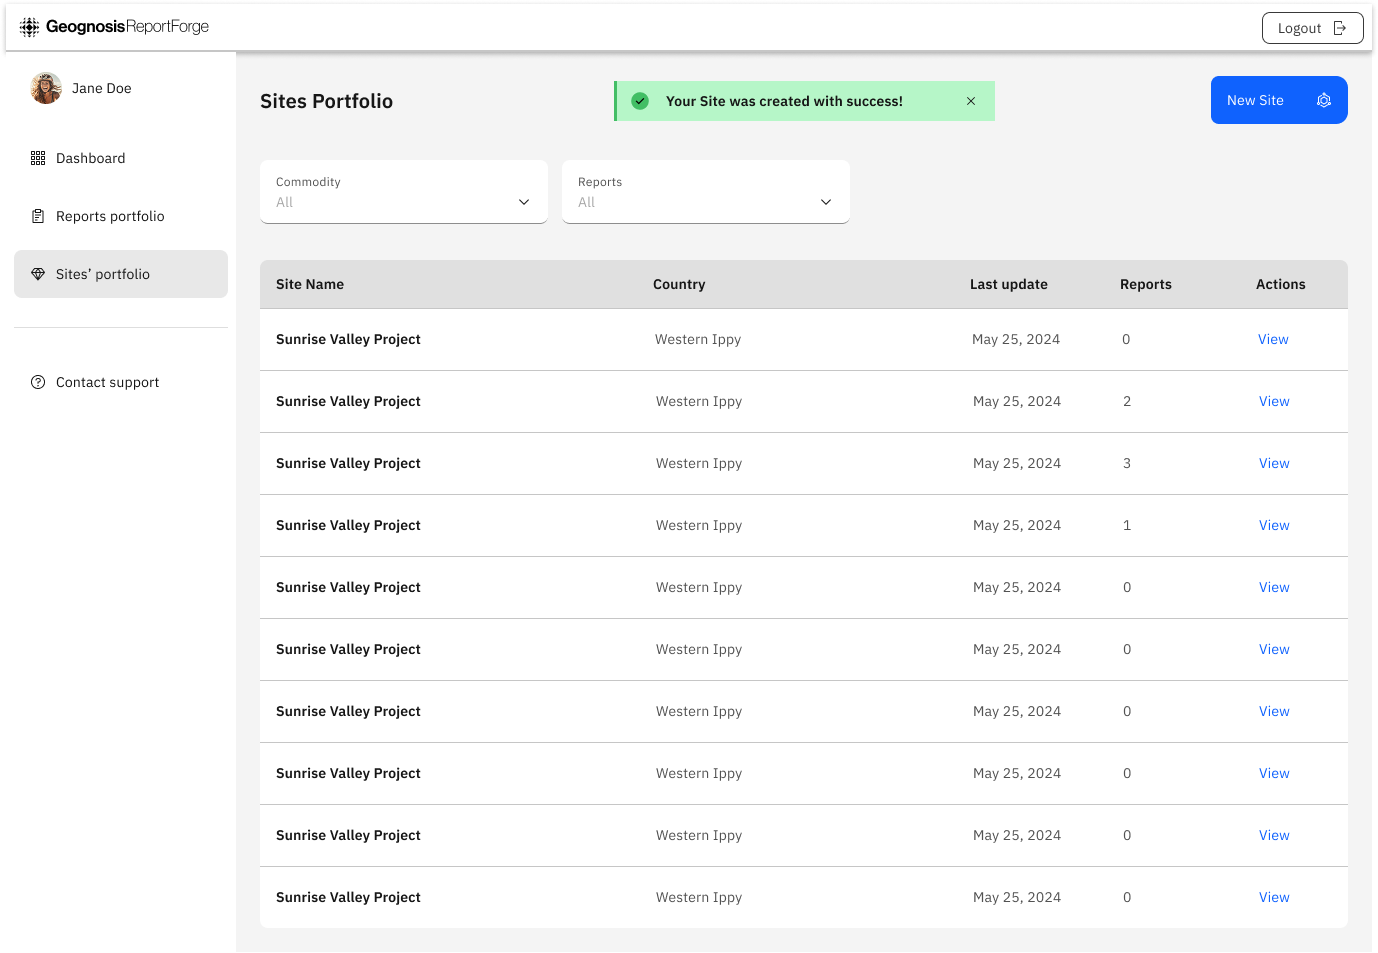 Geognosis ReportForge
Logout
Jane Doe
Dashboard
Reports portfolio
Sites’ portfolio
Contact support
Sites Portfolio
Your Site was created with success!
New Site
Commodity
All
Reports
All
Site Name Country Last update Reports Actions
Sunrise Valley Project Western Ippy May 25, 2024 0 View
Sunrise Valley Project Western Ippy May 25, 2024 2 View
Sunrise Valley Project Western Ippy May 25, 2024 3 View
Sunrise Valley Project Western Ippy May 25, 2024 1 View
Sunrise Valley Project Western Ippy May 25, 2024 0 View
Sunrise Valley Project Western Ippy May 25, 2024 0 View
Sunrise Valley Project Western Ippy May 25, 2024 0 View
Sunrise Valley Project Western Ippy May 25, 2024 0 View
Sunrise Valley Project Western Ippy May 25, 2024 0 View
Sunrise Valley Project Western Ippy May 25, 2024 0 View